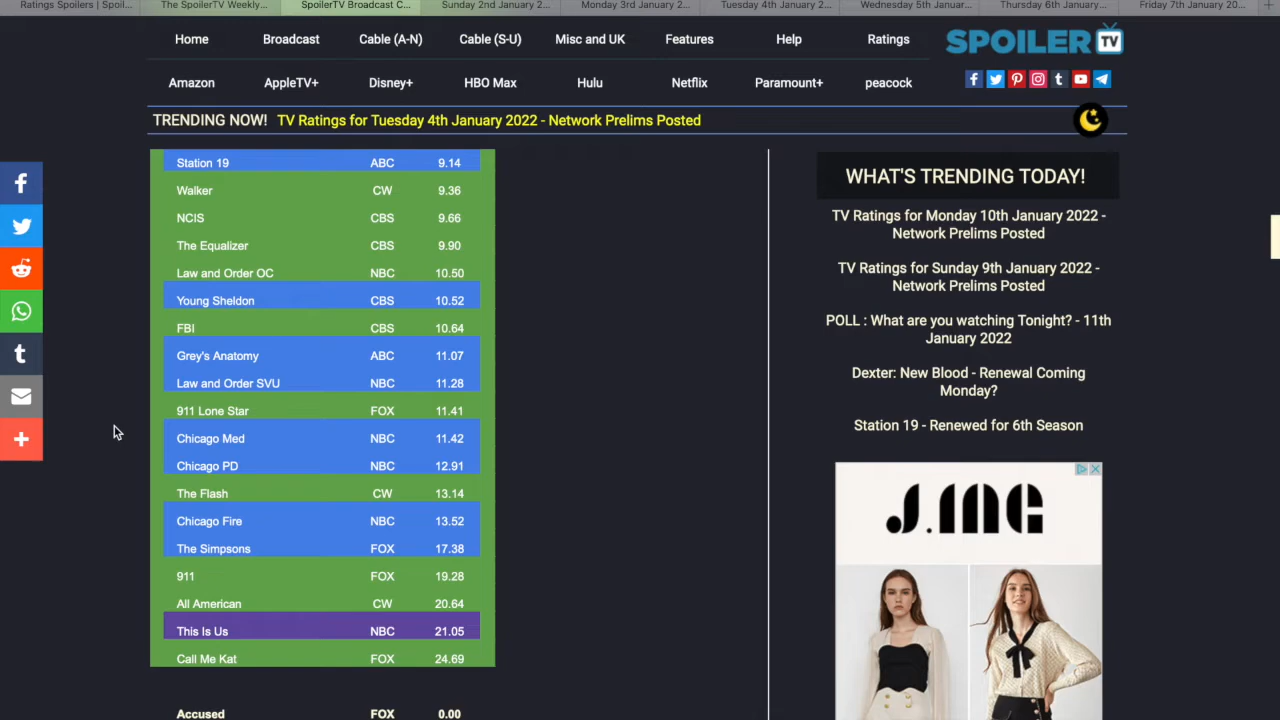 Ratings Spoilers | Spoil...
The SpoilerTV Weekly...
SpoilerTV Broadcast C...
Sunday 2nd January 2...
Monday 3rd January 2...
Tuesday 4th January 2...
Wednesday 5th Januar...
Thursday 6th January...
Friday 7th January 20...
Home Broadcast Cable (A-N) Cable (S-U) Misc and UK Features Help Ratings
SPOILER TV
Amazon AppleTV+ Disney+ HBO Max Hulu Netflix Paramount+ peacock
TRENDING NOW! TV Ratings for Tuesday 4th January 2022 - Network Prelims Posted
Station 19 ABC 9.14
Walker CW 9.36
NCIS CBS 9.66
The Equalizer CBS 9.90
Law and Order OC NBC 10.50
Young Sheldon CBS 10.52
FBI CBS 10.64
Grey's Anatomy ABC 11.07
Law and Order SVU NBC 11.28
911 Lone Star FOX 11.41
Chicago Med NBC 11.42
Chicago PD NBC 12.91
The Flash CW 13.14
Chicago Fire NBC 13.52
The Simpsons FOX 17.38
911 FOX 19.28
All American CW 20.64
This Is Us NBC 21.05
Call Me Kat FOX 24.69
Accused FOX 0.00
WHAT'S TRENDING TODAY!
TV Ratings for Monday 10th January 2022 -
Network Prelims Posted
TV Ratings for Sunday 9th January 2022 -
Network Prelims Posted
POLL : What are you watching Tonight? - 11th
January 2022
Dexter: New Blood - Renewal Coming
Monday?
Station 19 - Renewed for 6th Season
J.ING